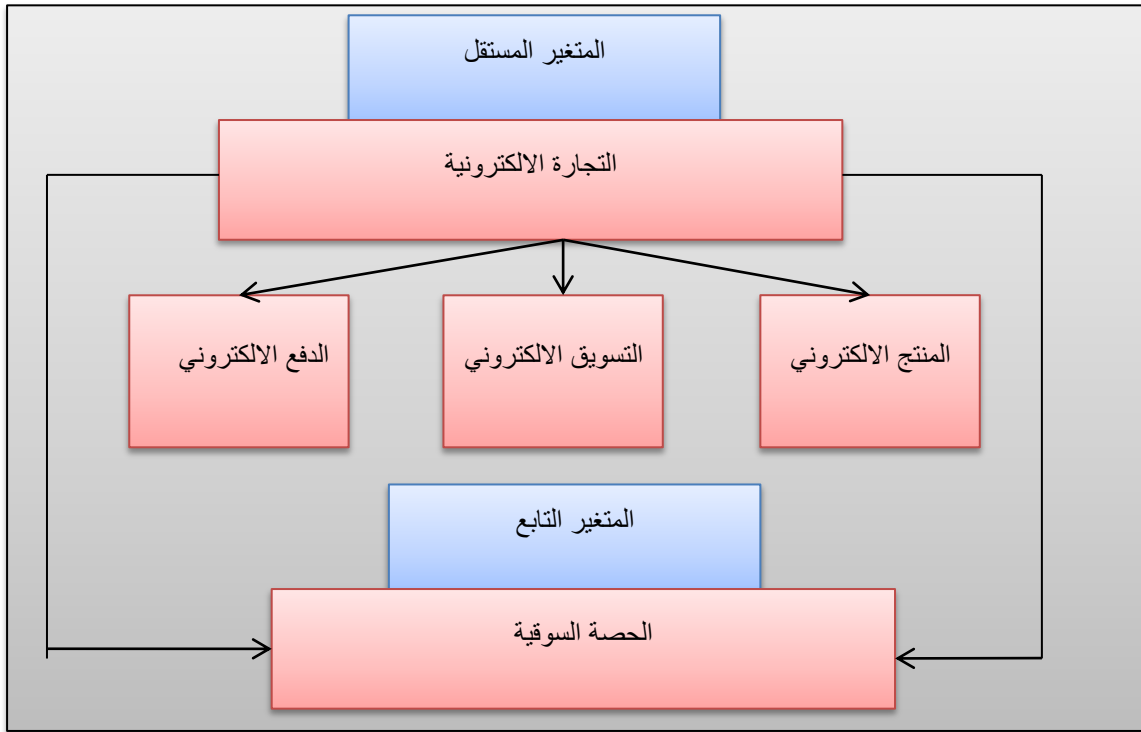 المتغير المستقل
التجارة الالكترونية
المنتج الالكتروني
التسويق الالكتروني
الدفع الالكتروني
المتغير التابع
الحصة السوقية